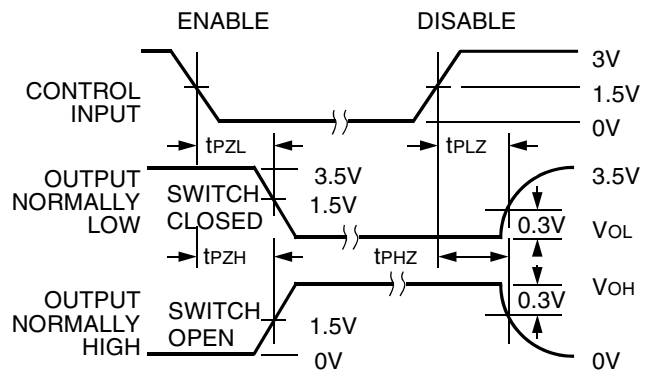 ENABLE DISABLE
3V
CONTROL INPUT
1.5V
0V
tPZL tPLZ
OUTPUT NORMALLY LOW
SWITCH CLOSED
3.5V 3.5V
1.5V
0.3V VOL
tPZH tPHZ
OUTPUT NORMALLY HIGH
SWITCH OPEN
0.3V VOH
1.5V
0V 0V